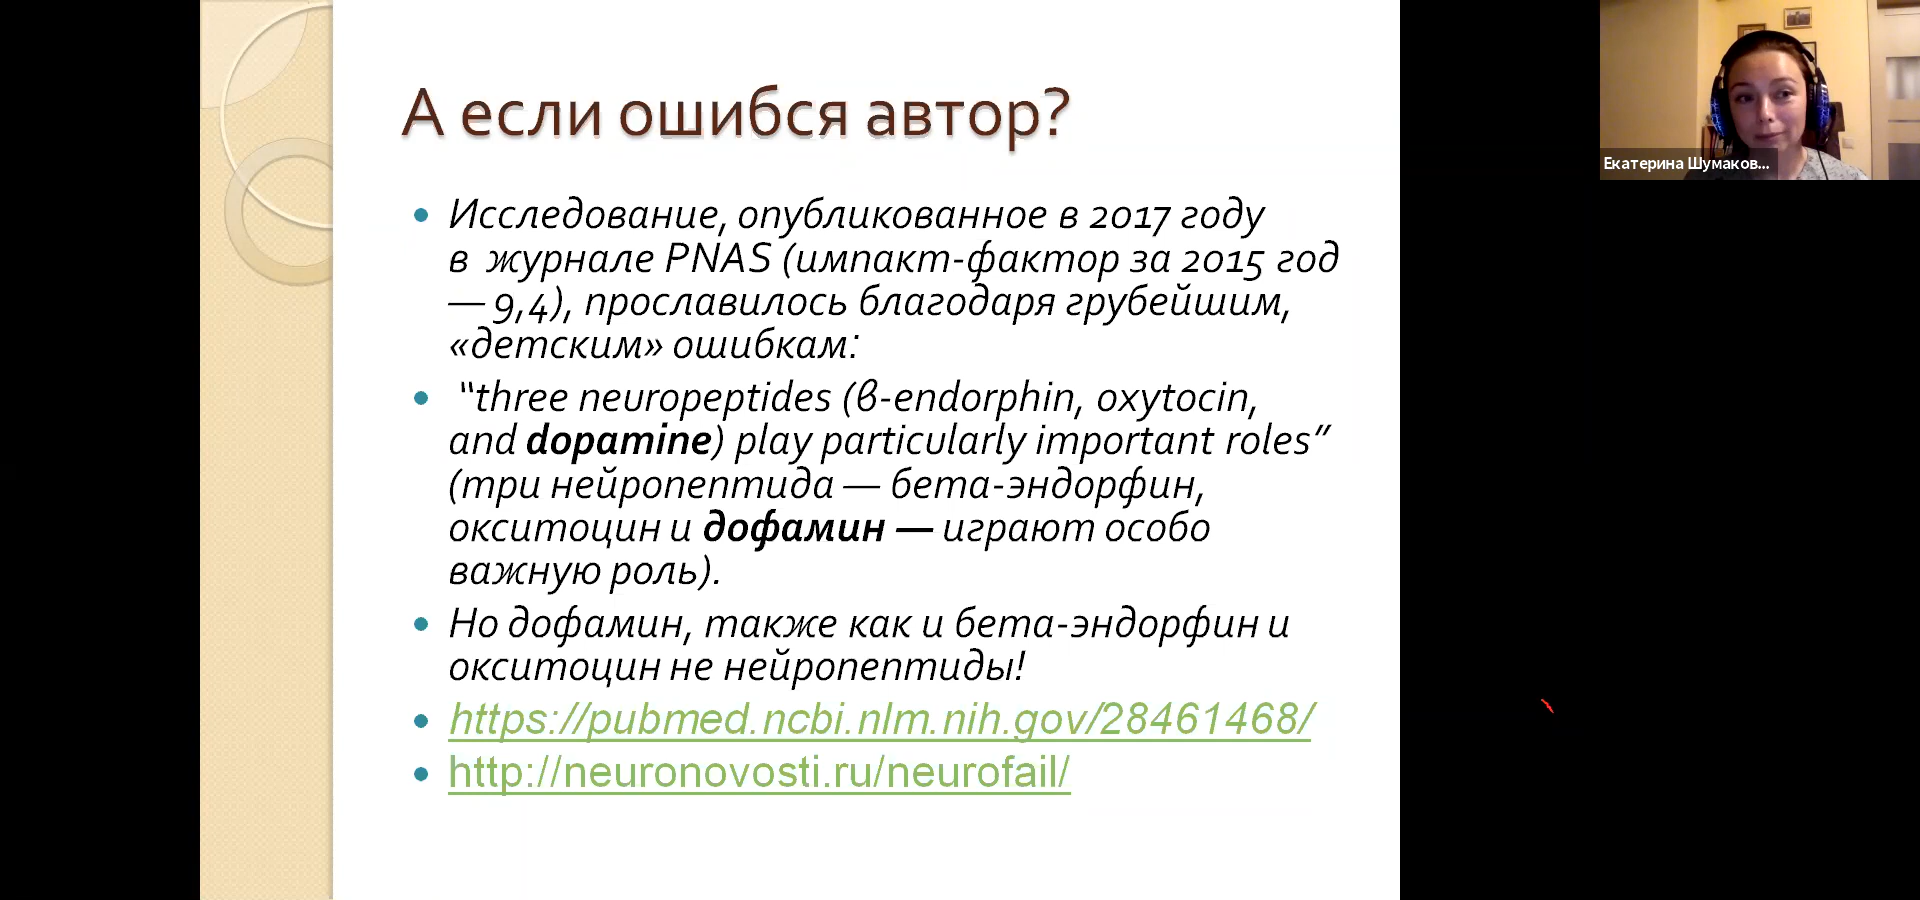 А если ошибся автор?
Екатерина Шумаков...
• Исследование, опубликованное в 2017 году
в журнале PNAS (импакт-фактор за 2015 год
— 9,4), прославилось благодаря грубейшим,
«детским» ошибкам:
• “three neuropeptides (β-endorphin, oxytocin,
and dopamine) play particularly important roles”
(три нейропептида — бета-эндорфин,
окситоцин и дофамин — играют особо
важную роль).
• Но дофамин, также как и бета-эндорфин и
окситоцин не нейропептиды!
• https://pubmed.ncbi.nlm.nih.gov/28461468/
• http://neuronovosti.ru/neurofail/